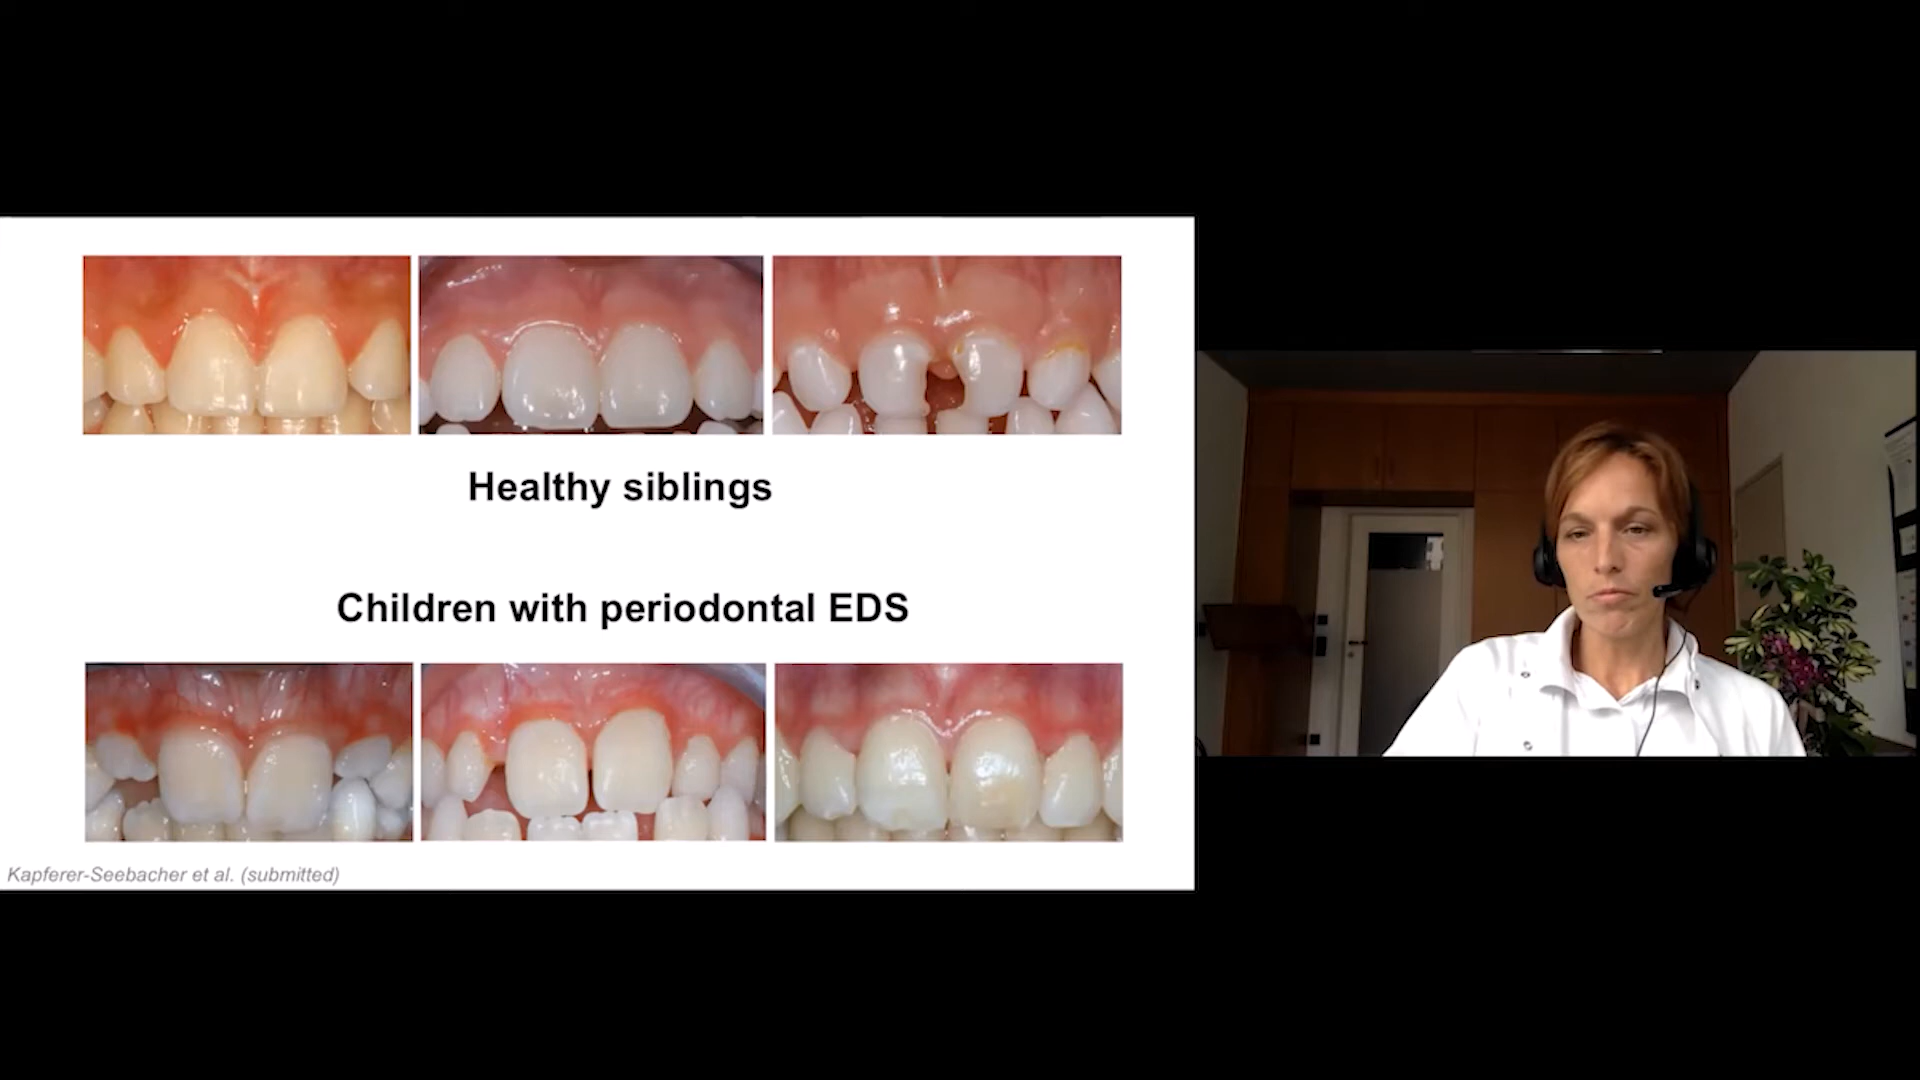 Healthy siblings
Children with periodontal EDS
Kapferer-Seebacher et al. (submitted)